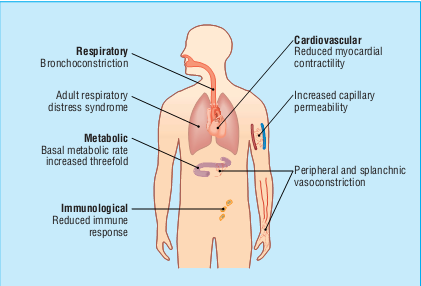 Respiratory
Bronchoconstriction
Adult respiratory
distress syndrome
Metabolic
Basal metabolic rate
increased threefold
Immunological
Reduced immune
response
Cardiovascular
Reduced myocardial
contractility
Increased capillary
permeability
Peripheral and splanchnic
vasoconstriction